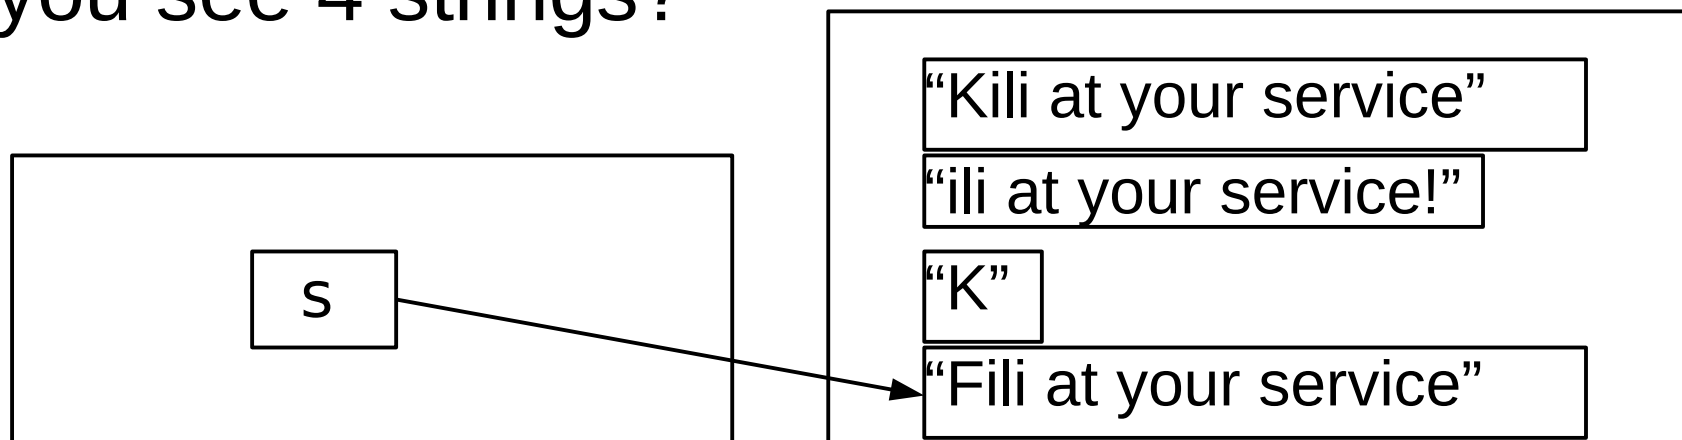 you see 4 strings?
“Kili at your service”
“ili at your service!”
“K”
s
“Fili at your service”